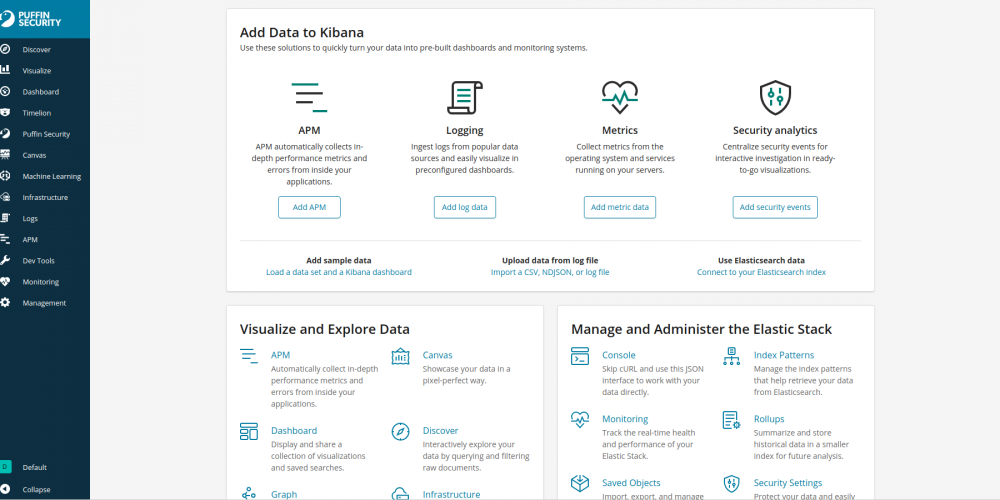 PUFFIN
SECURITY
Discover
Visualize
Dashboard
Timelion
Puffin Security
Canvas
Machine Learning
Infrastructure
Logs
APM
Dev Tools
Monitoring
Management
D
Default
Collapse
Add Data to Kibana
Use these solutions to quickly turn your data into pre-built dashboards and monitoring systems.
APM
APM automatically collects in-
depth performance metrics and
errors from inside your
applications.
Add APM
Logging
Ingest logs from popular data
sources and easily visualize in
preconfigured dashboards.
Add log data
Metrics
Collect metrics from the
operating system and services
running on your servers.
Add metric data
Security analytics
Centralize security events for
interactive investigation in ready-
to-go visualizations.
Add security events
Add sample data
Load a data set and a Kibana dashboard
Upload data from log file
Import a CSV, NDJSON, or log file
Use Elasticsearch data
Connect to your Elasticsearch index
Visualize and Explore Data
APM
Automatically collect in-depth
performance metrics and
errors from inside your
applications.
Canvas
Showcase your data in a
pixel-perfect way.
Dashboard
Display and share a
collection of visualizations
and saved searches.
Discover
Interactively explore your
data by querying and filtering
raw documents.
Graph
Infrastructure
Manage and Administer the Elastic Stack
Console
Skip cURL and use this JSON
interface to work with your
data directly.
Index Patterns
Manage the index patterns
that help retrieve your data
from Elasticsearch.
Monitoring
Track the real-time health
and performance of your
Elastic Stack.
Rollups
Summarize and store
historical data in a smaller
index for future analysis.
Saved Objects
Import, export, and manage
Security Settings
Protect your data and easily